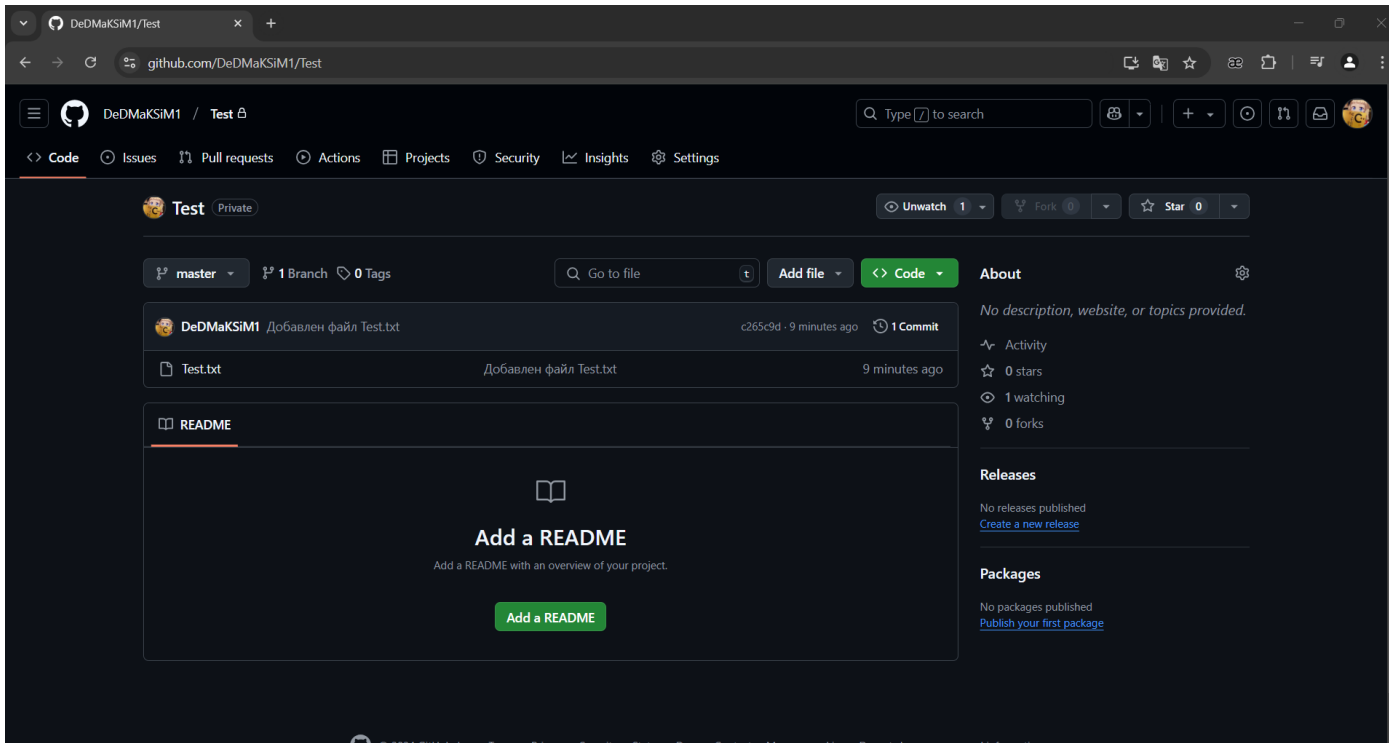 DeDMaKSiM1/Test
github.com/DeDMaKSiM1/Test
DeDMaKSiM1 / Test
Type / to search
Code Issues Pull requests Actions Projects Security Insights Settings
Test Private
Unwatch 1 Fork 0 Star 0
master 1 Branch 0 Tags Go to file t Add file Code
DeDMaKSiM1 Добавлен файл Test.txt c265c9d · 9 minutes ago 1 Commit
Test.txt Добавлен файл Test.txt 9 minutes ago
README
Add a README
Add a README with an overview of your project.
Add a README
About
No description, website, or topics provided.
Activity
0 stars
1 watching
0 forks
Releases
No releases published
Create a new release
Packages
No packages published
Publish your first package